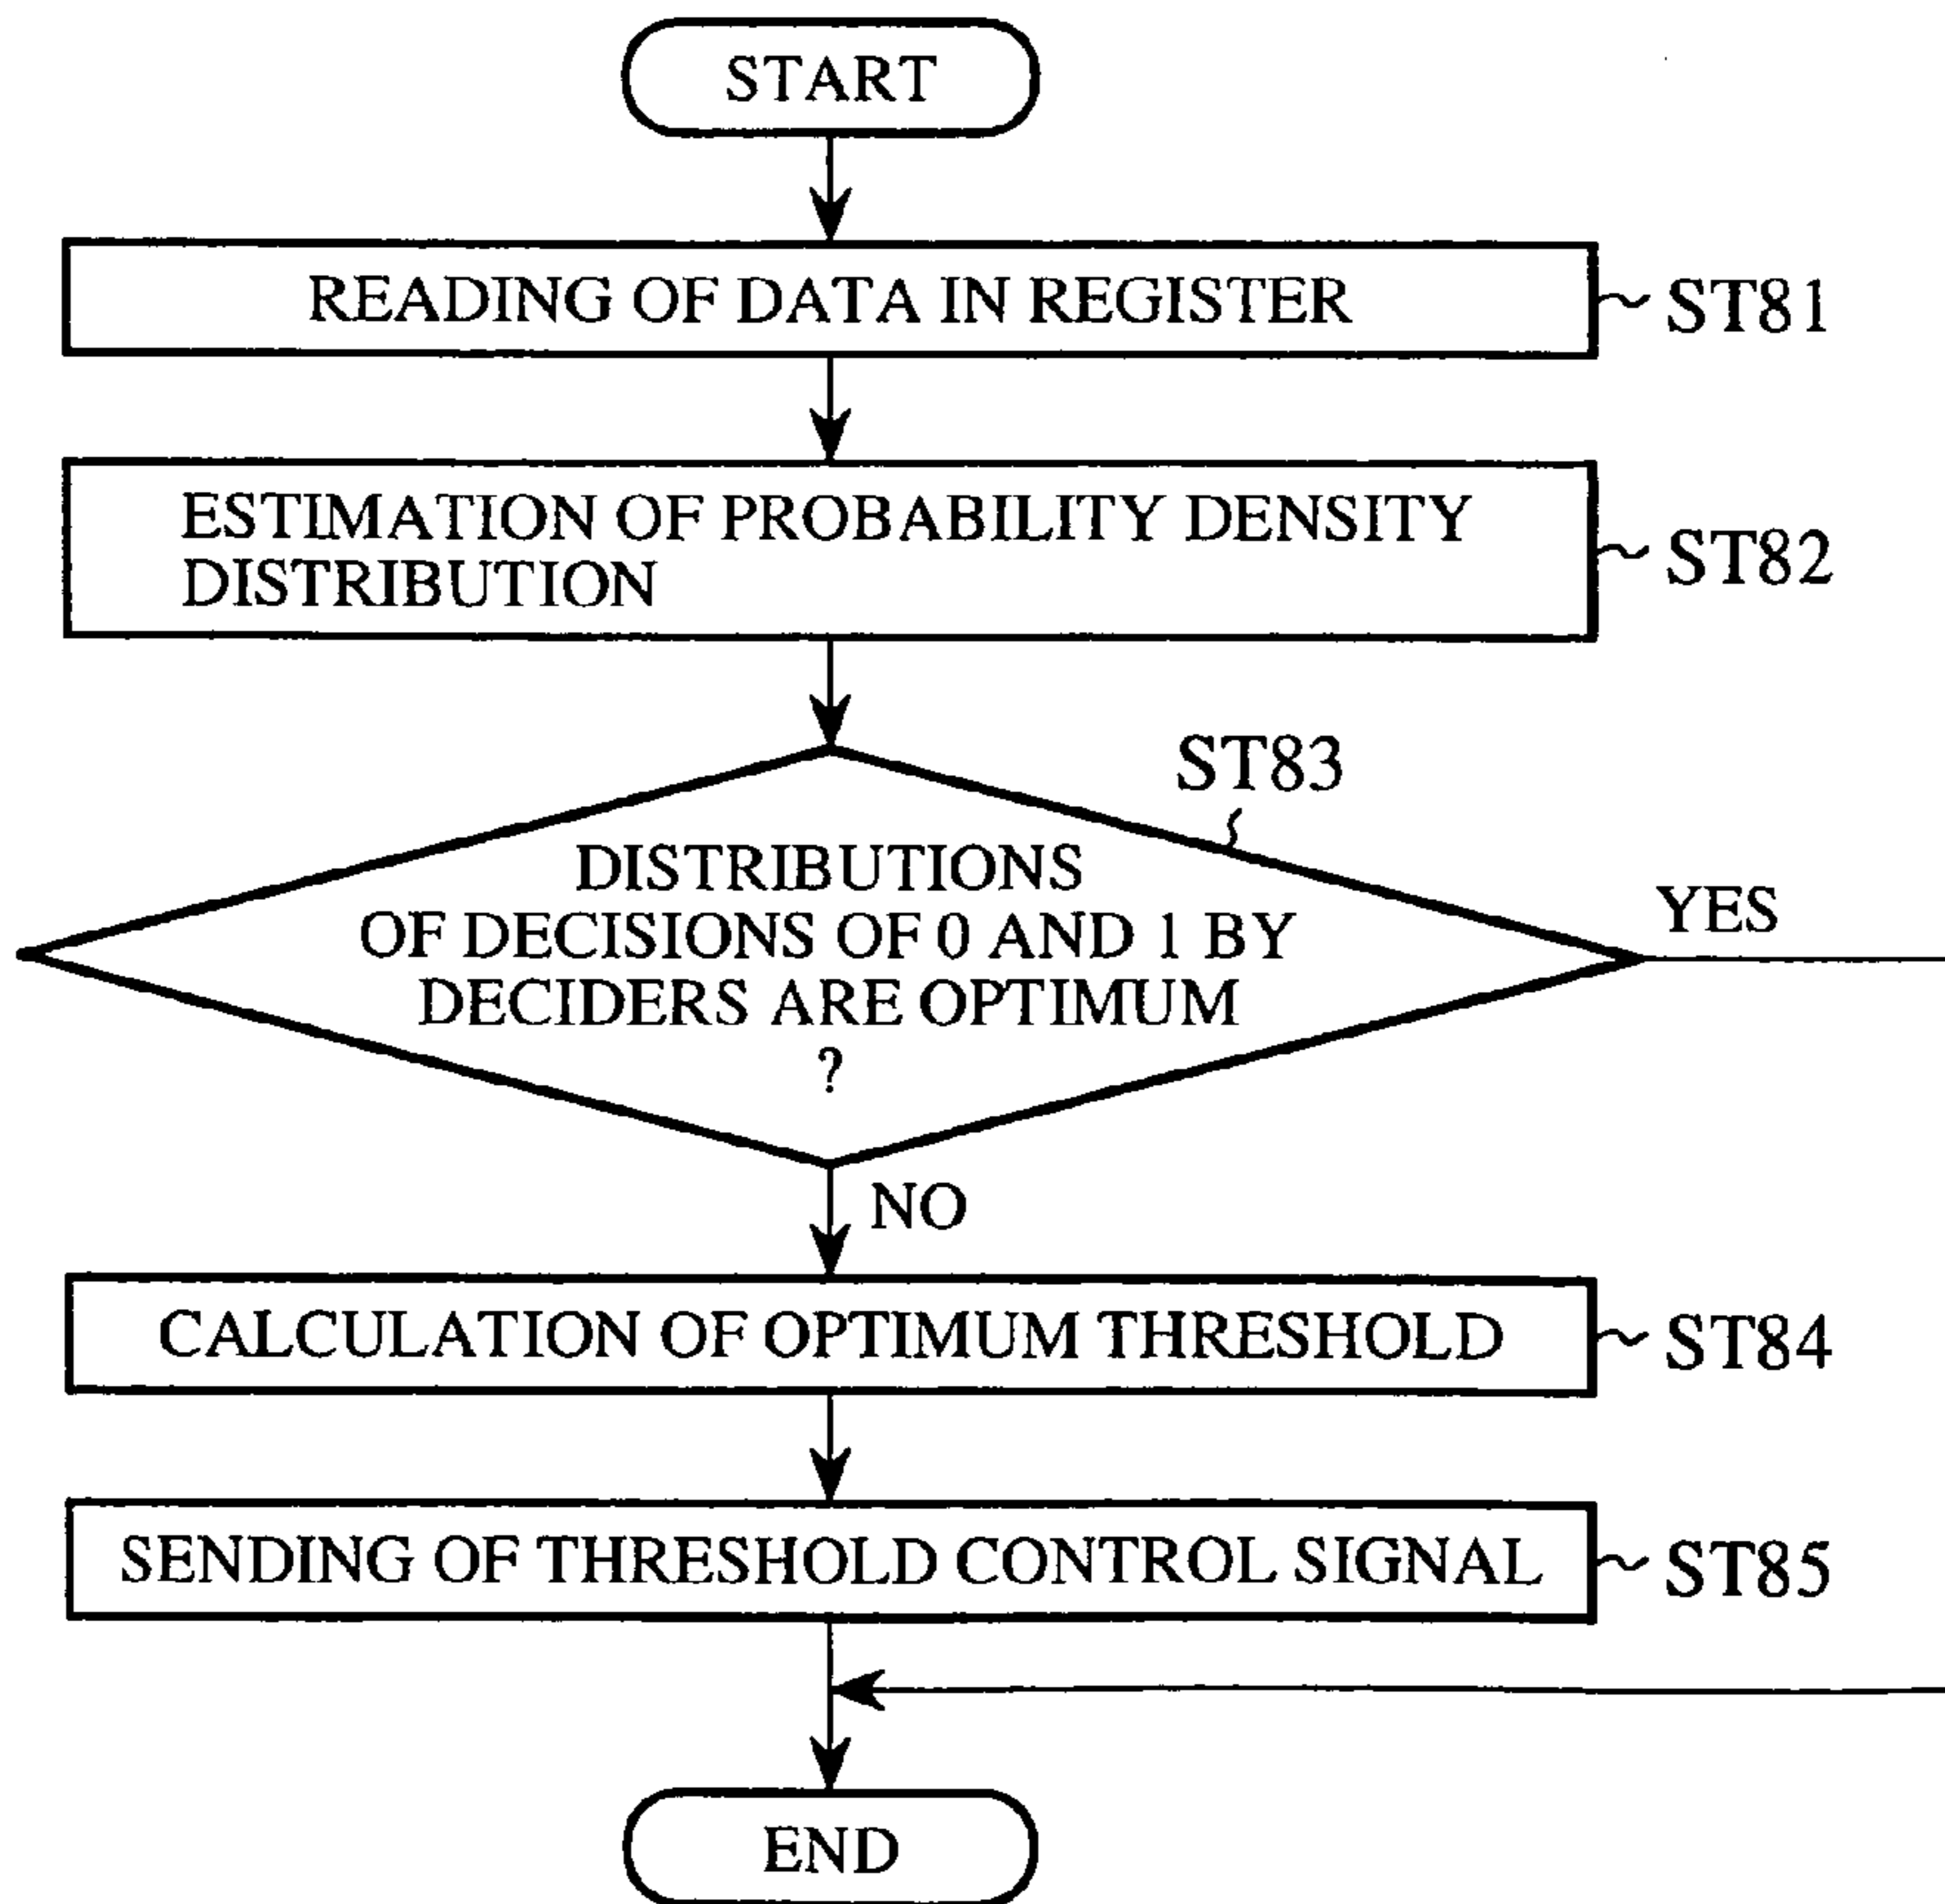 START
READING OF DATA IN REGISTER
ST81
ESTIMATION OF PROBABILITY DENSITY
DISTRIBUTION
ST82
ST83
DISTRIBUTIONS
OF DECISIONS OF 0 AND 1 BY
DECIDERS ARE OPTIMUM
?
YES
NO
CALCULATION OF OPTIMUM THRESHOLD
ST84
SENDING OF THRESHOLD CONTROL SIGNAL
ST85
END